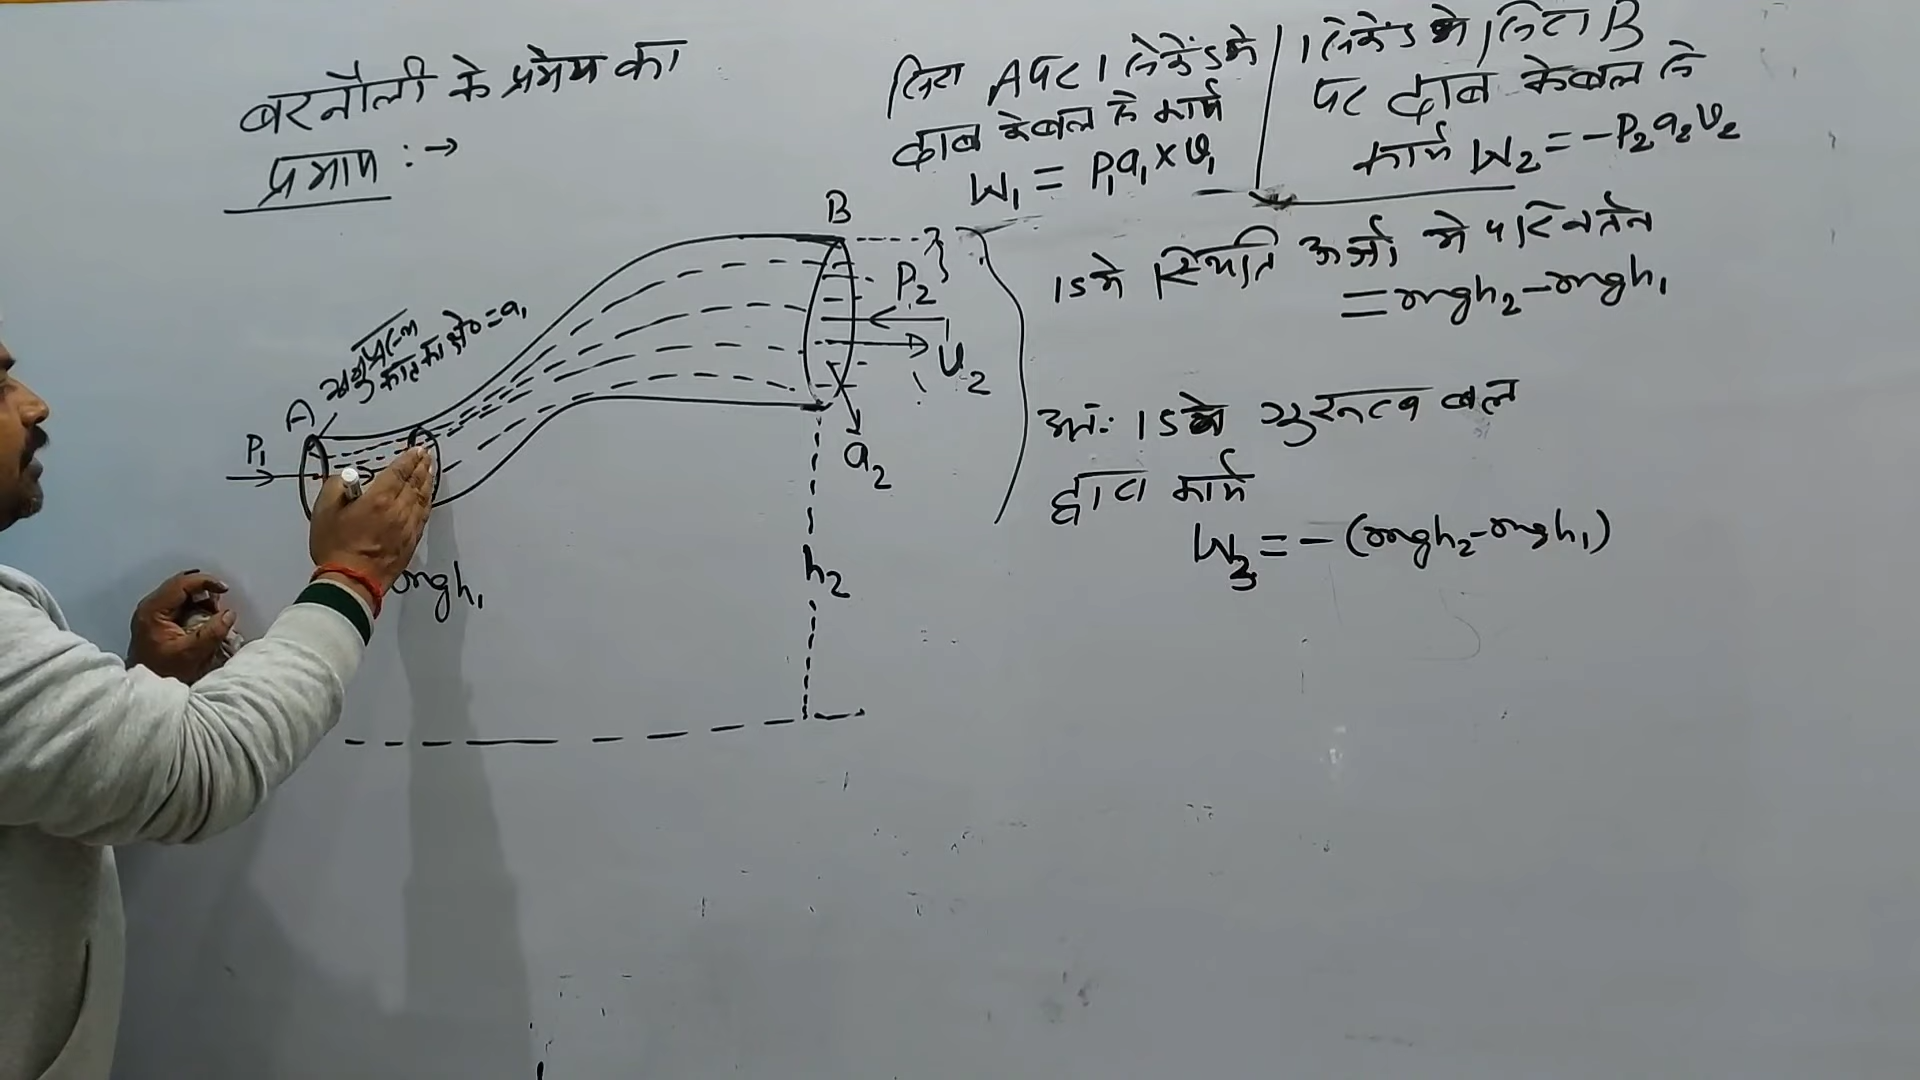 बरनौली के प्रमेय का
प्रमाण :→
सिरा A पर 1 सेकेंड मे
दाब के बल से कार्य
W₁ = P₁a₁×v₁
1 सेकेंड मे सिरा B
पर दाब के बल से
कार्य W₂ = -P₂a₂v₂
1S मे स्थिति ऊर्जा मे परिवर्तन
= mgh₂-mgh₁
अतः 1S मे गुरुत्व बल
द्वारा कार्य
W₃ = -(mgh₂-mgh₁)
अनुप्रस्थ
काट का क्षे० = a₁
A
P₁
B
P₂
v₂
a₂
h₂
mgh₁